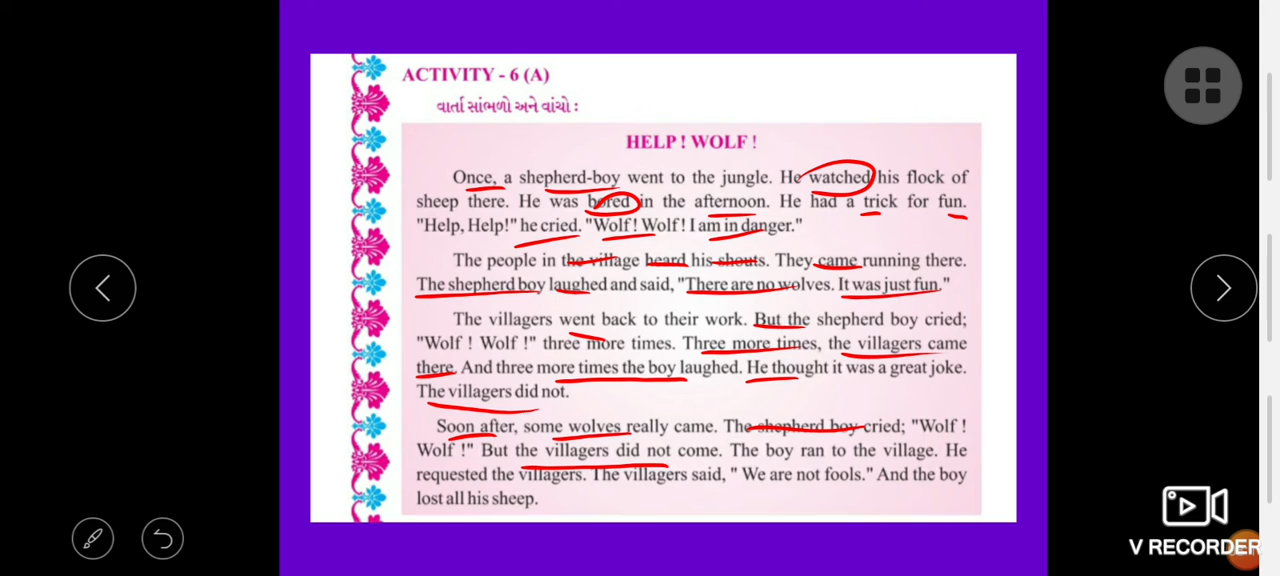 ACTIVITY - 6 (A)
વાર્તા સાંભળો અને વાંચો :
HELP! WOLF!
Once, a shepherd-boy went to the jungle. He watched his flock of
sheep there. He was bored in the afternoon. He had a trick for fun.
"Help, Help!" he cried. "Wolf! Wolf! I am in danger."
The people in the village heard his shouts. They came running there.
The shepherd boy laughed and said, "There are no wolves. It was just fun."
The villagers went back to their work. But the shepherd boy cried;
"Wolf ! Wolf !" three more times. Three more times, the villagers came
there. And three more times the boy laughed. He thought it was a great joke.
The villagers did not.
Soon after, some wolves really came. The shepherd boy cried; "Wolf !
Wolf !" But the villagers did not come. The boy ran to the village. He
requested the villagers. The villagers said, " We are not fools." And the boy
lost all his sheep.
V RECORDER